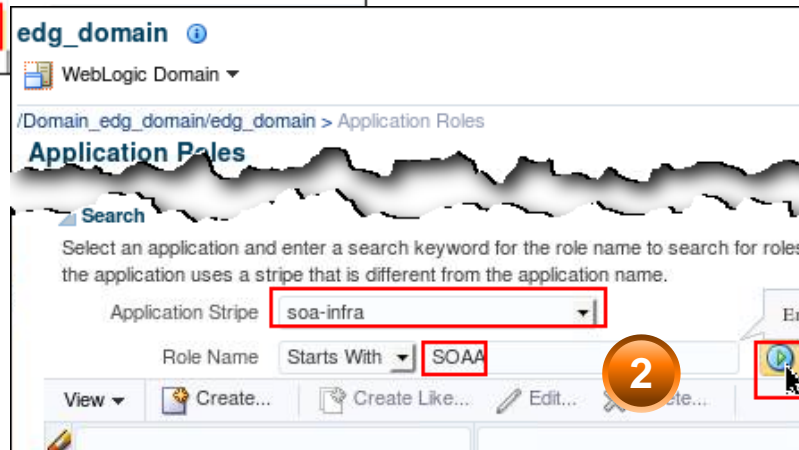 edg_domain
WebLogic Domain
/Domain_edg_domain/edg_domain > Application Roles
Application Roles
Search
Select an application and enter a search keyword for the role name to search for roles
the application uses a stripe that is different from the application name.
Application Stripe soa-infra
Role Name Starts With SOAA
2
View Create... Create Like... Edit...